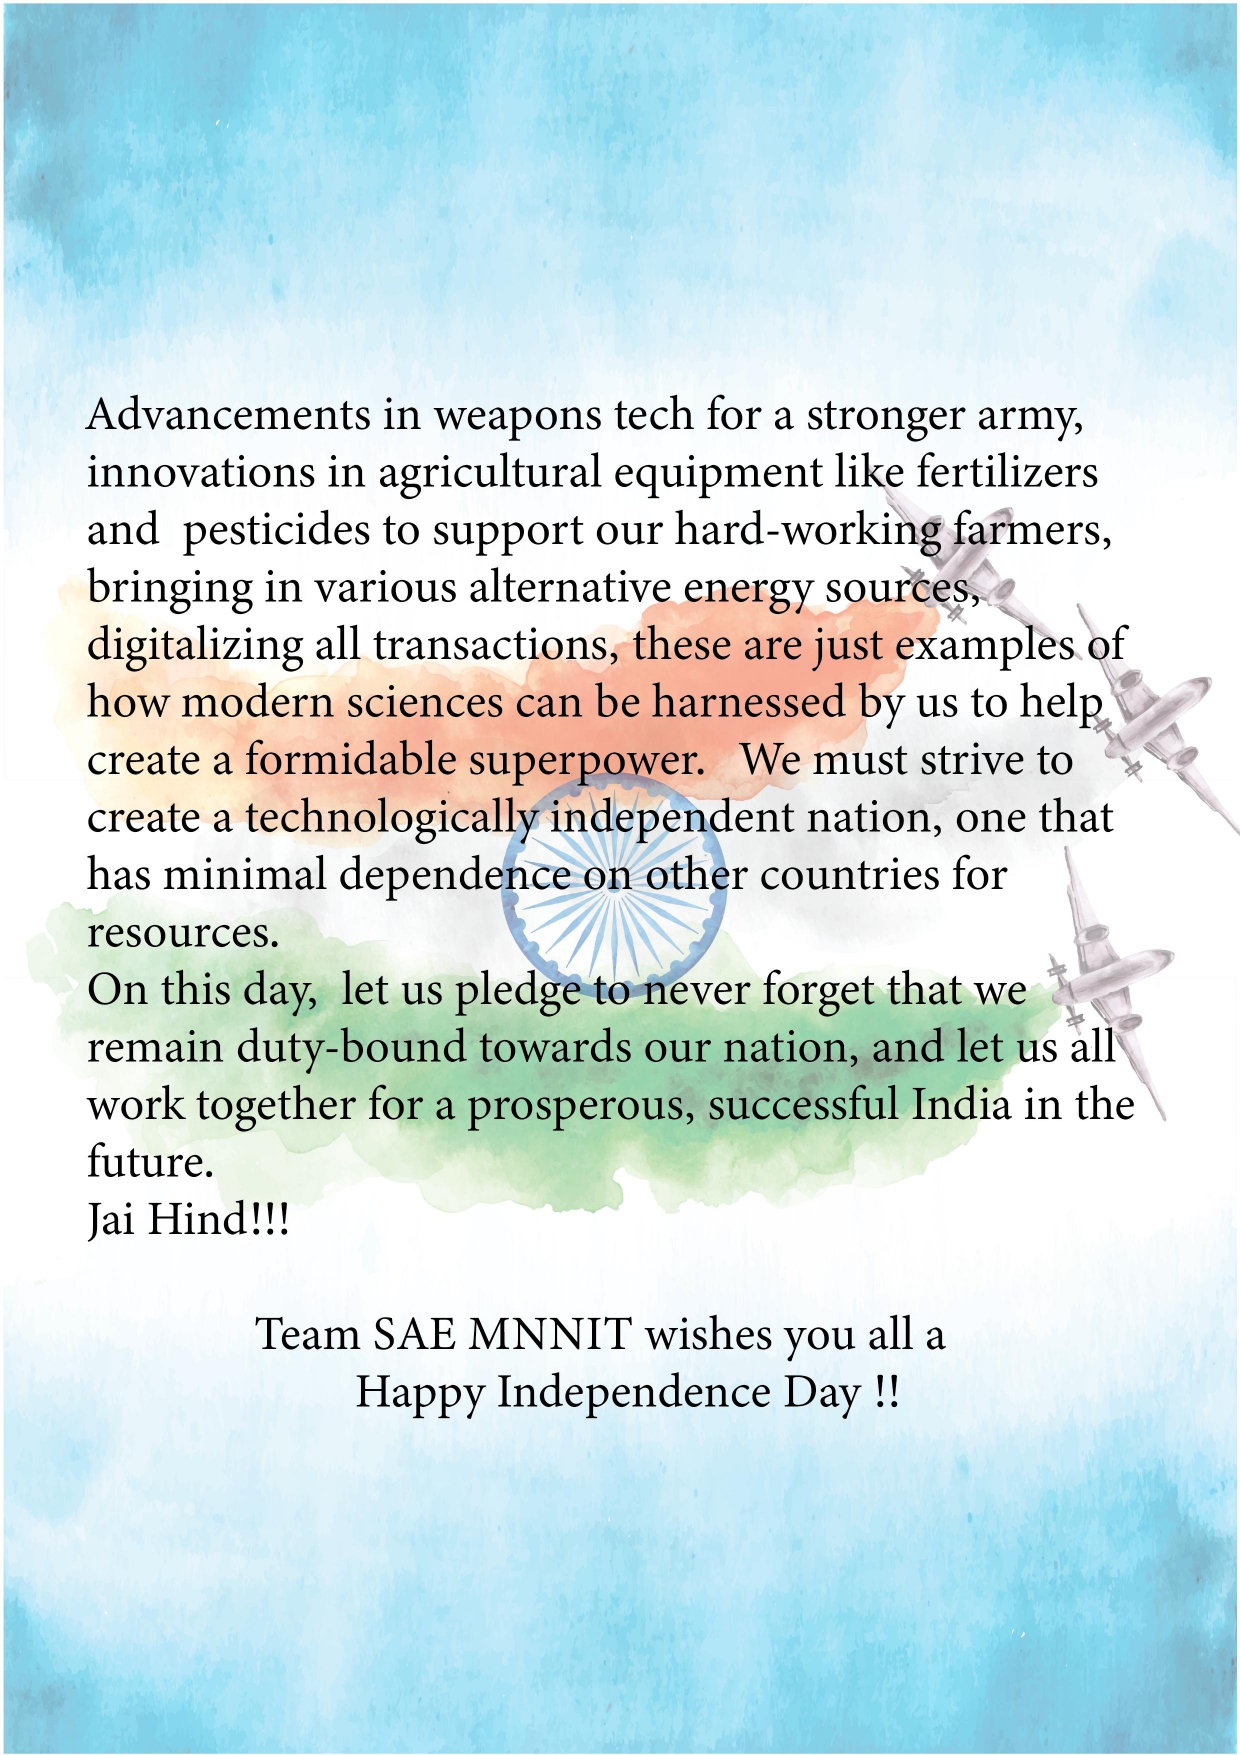 Advancements in weapons tech for a stronger army,
innovations in agricultural equipment like fertilizers
and  pesticides to support our hard-working farmers,
bringing in various alternative energy sources,
digitalizing all transactions, these are just examples of
how modern sciences can be harnessed by us to help
create a formidable superpower.   We must strive to
create a technologically independent nation, one that
has minimal dependence on other countries for
resources.
On this day,  let us pledge to never forget that we
remain duty-bound towards our nation, and let us all
work together for a prosperous, successful India in the
future.
Jai Hind!!!
Team SAE MNNIT wishes you all a
Happy Independence Day !!